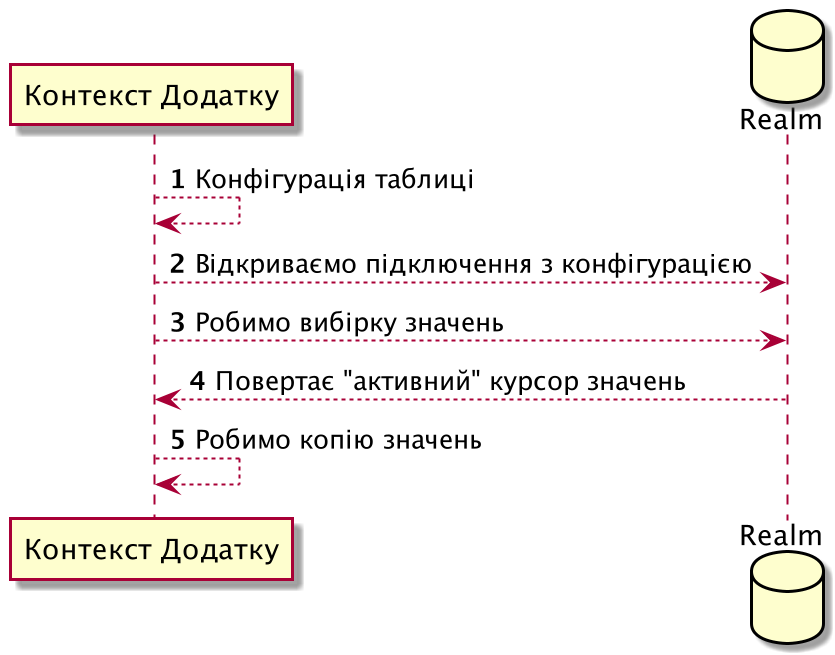 Контекст Додатку
Realm
1 Конфігурація таблиці
2 Відкриваємо підключення з конфігурацією
3 Робимо вибірку значень
4 Повертає "активний" курсор значень
5 Робимо копію значень
Контекст Додатку
Realm